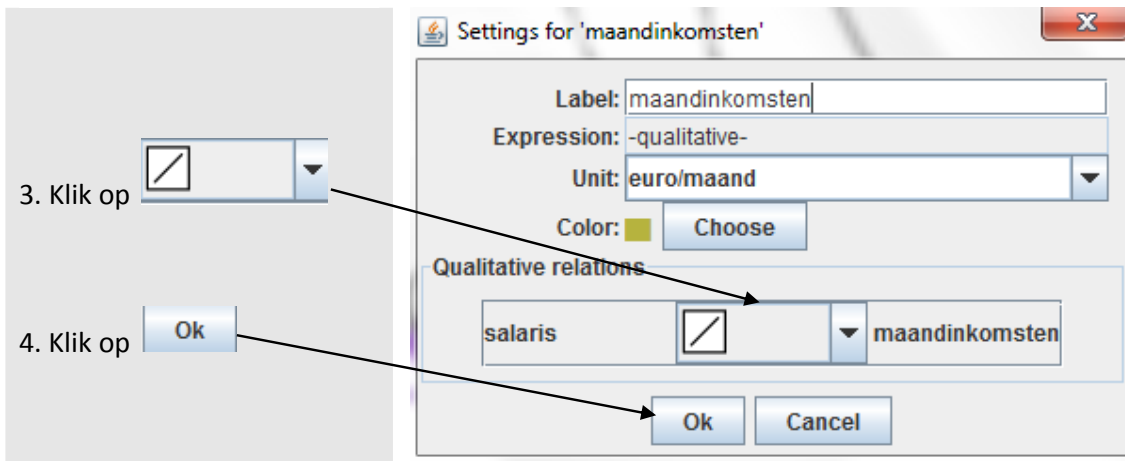 3. Klik op
4. Klik op Ok
Settings for 'maandinkomsten'
Label: maandinkomsten
Expression: -qualitative-
Unit: euro/maand
Color: Choose
Qualitative relations
salaris maandinkomsten
Ok Cancel